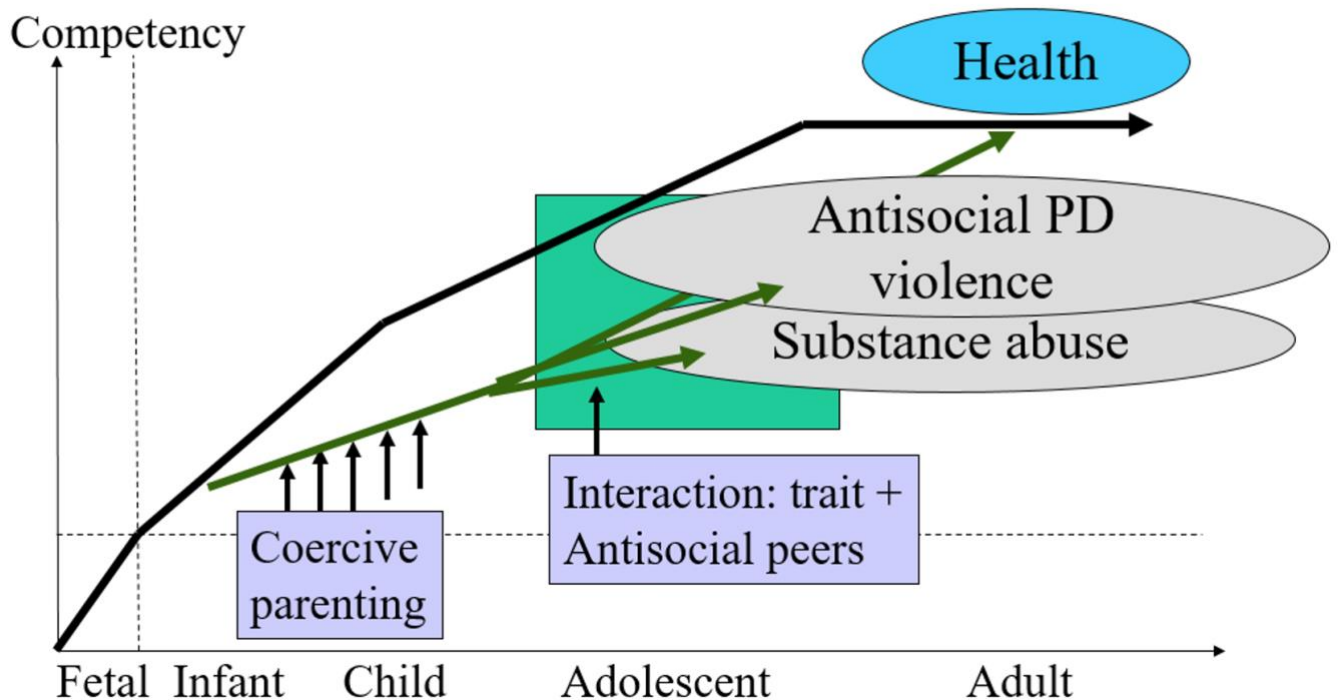 Competency
Health
Antisocial PD
violence
Substance abuse
Interaction: trait +
Antisocial peers
Coercive
parenting
Fetal Infant Child Adolescent Adult